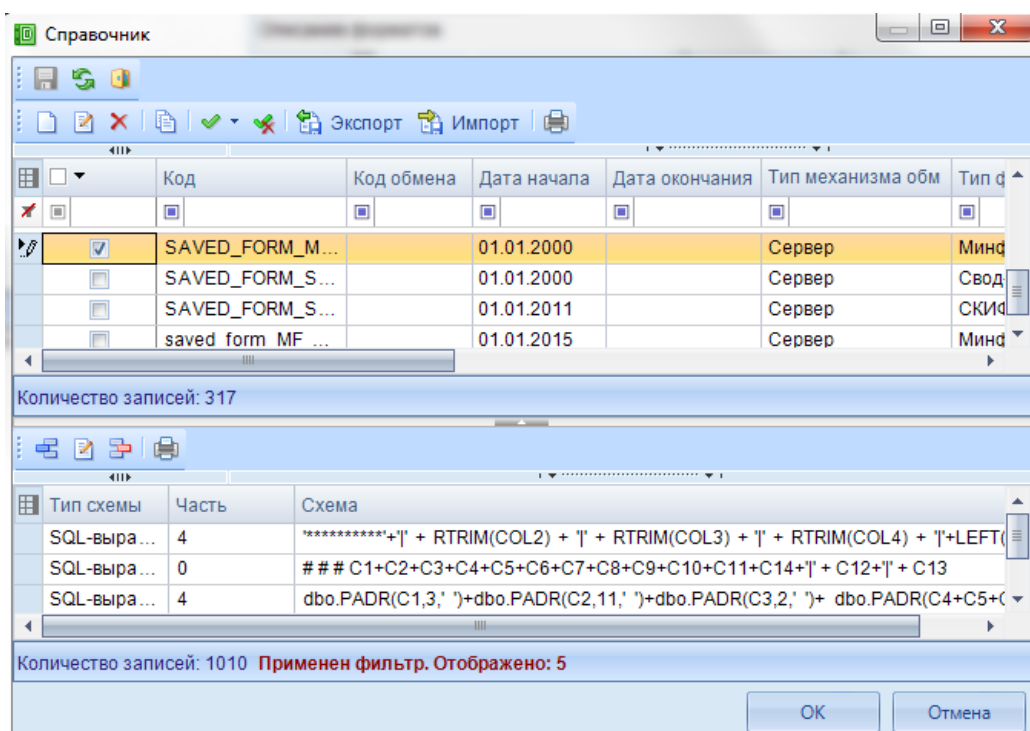 Справочник
Экспорт Импорт
Код Код обмена Дата начала Дата окончания Тип механизма обм Тип ф
SAVED_FORM_M... 01.01.2000 Сервер Минф
SAVED_FORM_S... 01.01.2000 Сервер Свод-
SAVED_FORM_S... 01.01.2011 Сервер СКИФ
saved_form_MF_... 01.01.2015 Сервер Минф
Количество записей: 317
Тип схемы Часть Схема
SQL-выра... 4 '**********'+'|' + RTRIM(COL2) + '|' + RTRIM(COL3) + '|' + RTRIM(COL4) + '|'+LEFT(
SQL-выра... 0 ###C1+C2+C3+C4+C5+C6+C7+C8+C9+C10+C11+C14+'|' + C12+'|' + C13
SQL-выра... 4 dbo.PADR(C1,3,' ')+dbo.PADR(C2,11,' ')+dbo.PADR(C3,2,' ')+ dbo.PADR(C4+C5+C
Количество записей: 1010 Применен фильтр. Отображено: 5
OK Отмена